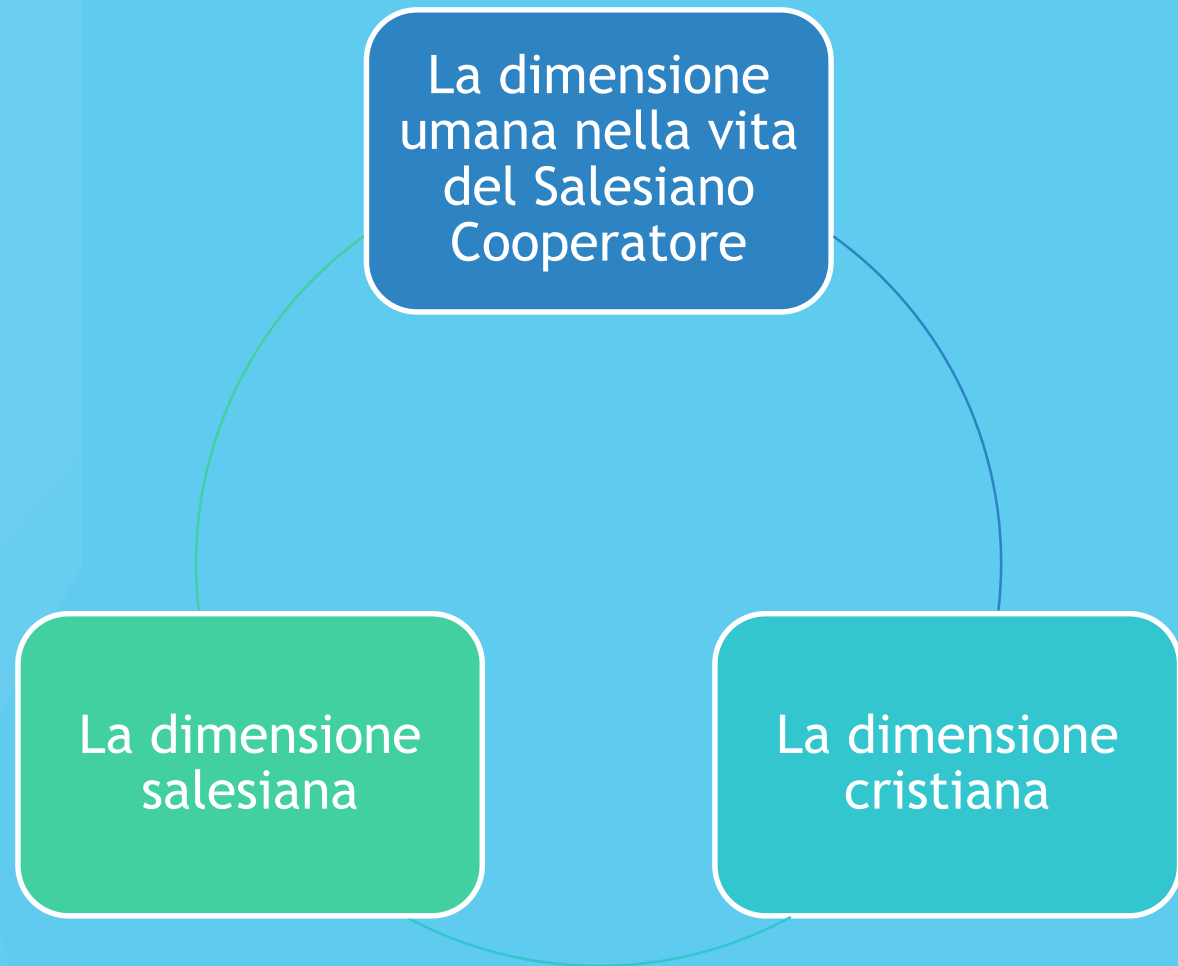 La dimensione
umana nella vita
del Salesiano
Cooperatore
La dimensione
salesiana
La dimensione
cristiana